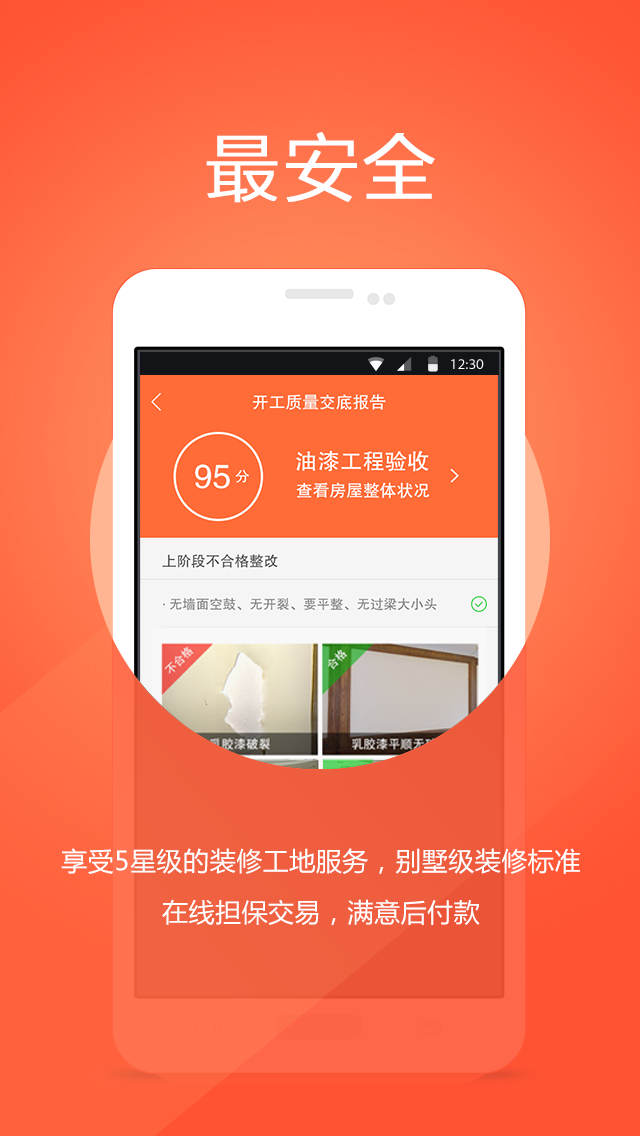 最安全
12:30
开工质量交底报告
95分
油漆工程验收
查看房屋整体状况
上阶段不合格整改
·无墙面空鼓、无开裂、要平整、无过梁大小头
不合格
合格
乳胶漆破裂
乳胶漆平顺无
享受5星级的装修工地服务，别墅级装修标准
在线担保交易，满意后付款